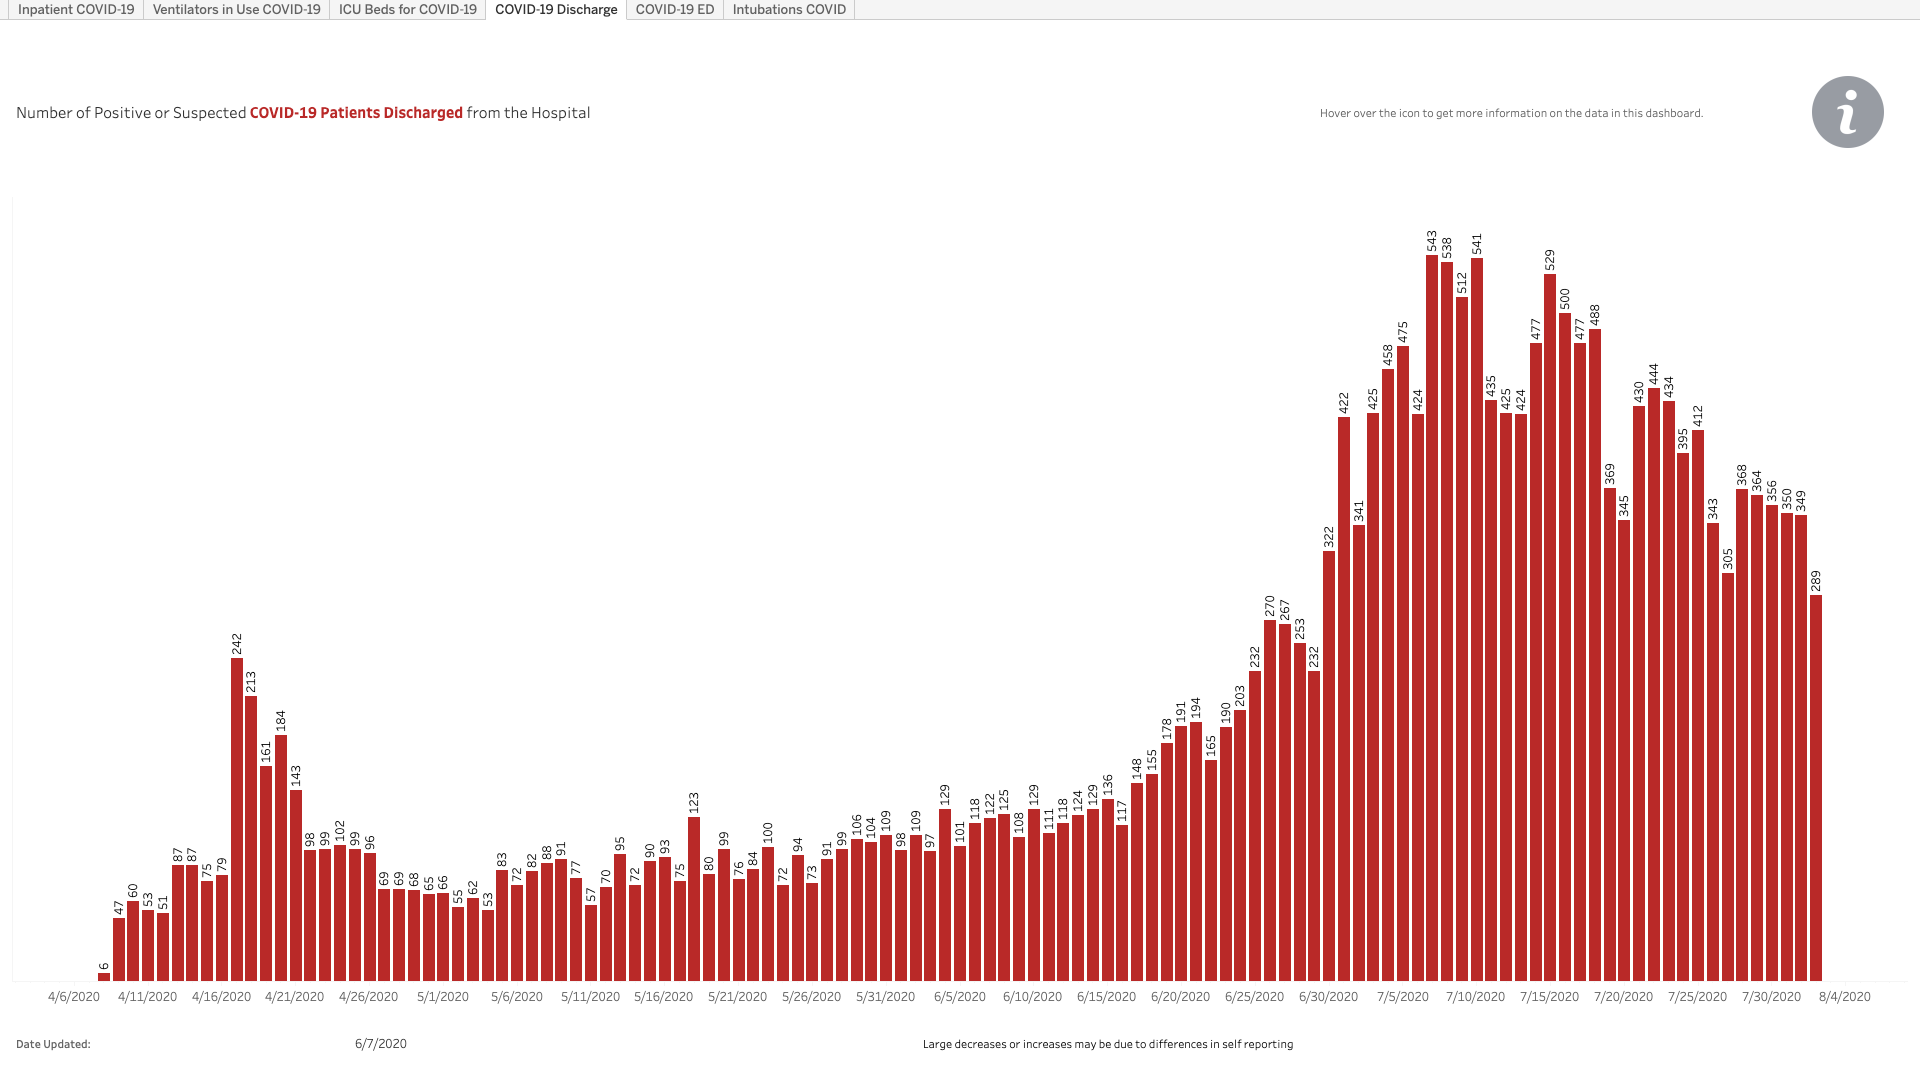 Inpatient COVID-19 Ventilators in Use COVID-19 ICU Beds for COVID-19 COVID-19 Discharge COVID-19 ED Intubations COVID
Number of Positive or Suspected COVID-19 Patients Discharged from the Hospital
Hover over the icon to get more information on the data in this dashboard.
i
6 47 60 53 51 87 87 75 79 242 213 161 184 143 98 99 102 99 96 69 69 68 65 66 55 62 53 83 72 82 88 91 77 57 70 95 72 90 93 75 123 80 99 76 84 100 72 94 73 91 99 106 104 109 98 109 97 129 101 118 122 125 108 129 111 118 124 129 136 117 148 155 178 191 194 165 190 203 232 270 267 253 232 322 422 341 425 458 475 424 543 538 512 541 435 425 424 477 529 500 477 488 369 345 430 444 434 395 412 343 305 368 364 356 350 349 289
4/6/2020 4/11/2020 4/16/2020 4/21/2020 4/26/2020 5/1/2020 5/6/2020 5/11/2020 5/16/2020 5/21/2020 5/26/2020 5/31/2020 6/5/2020 6/10/2020 6/15/2020 6/20/2020 6/25/2020 6/30/2020 7/5/2020 7/10/2020 7/15/2020 7/20/2020 7/25/2020 7/30/2020 8/4/2020
Date Updated: 6/7/2020
Large decreases or increases may be due to differences in self reporting